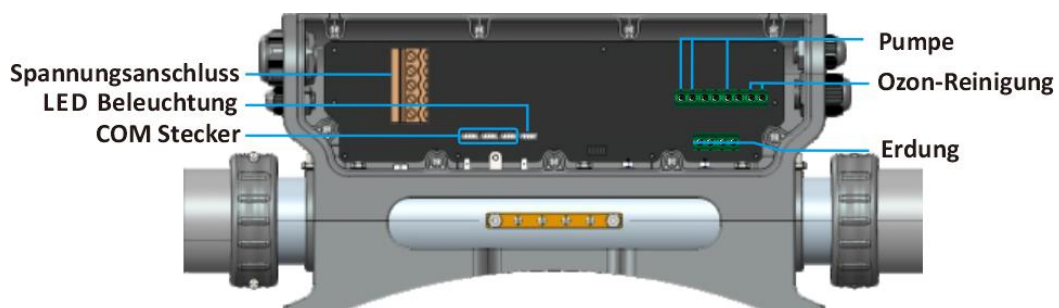 Spannungsanschluss
LED Beleuchtung
COM Stecker
Pumpe
Ozon-Reinigung
Erdung